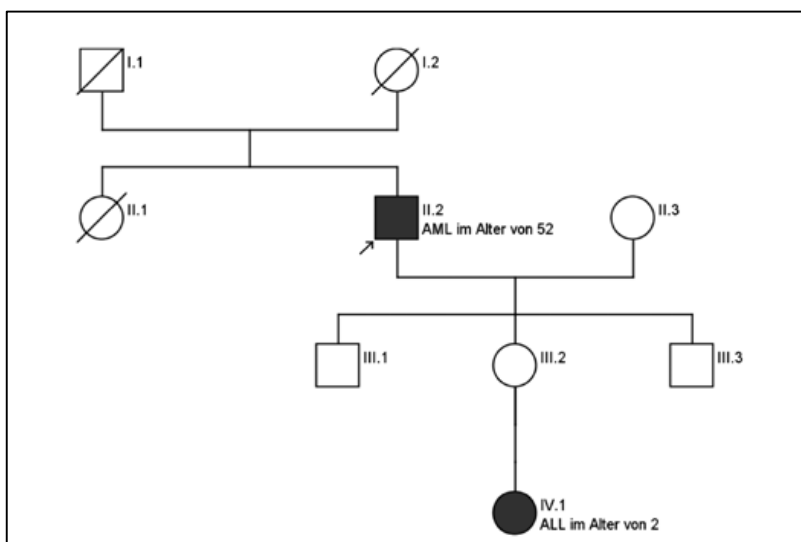 I.1
I.2
II.1
II.2
AML im Alter von 52
II.3
III.1
III.2
III.3
IV.1
ALL im Alter von 2